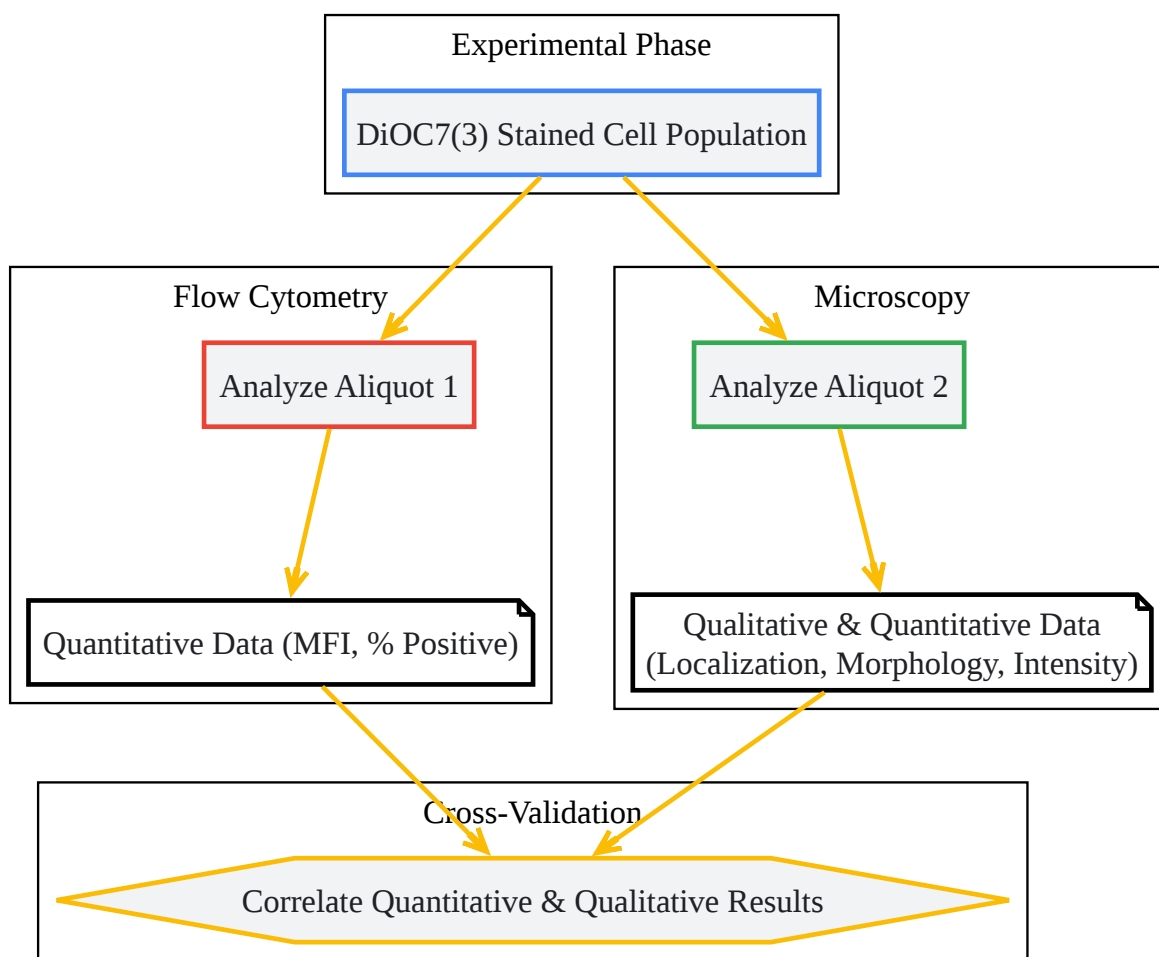 Experimental Phase
DiOC7(3) Stained Cell Population
Flow Cytometry
Analyze Aliquot 1
Quantitative Data (MFI, % Positive)
Microscopy
Analyze Aliquot 2
Qualitative & Quantitative Data
(Localization, Morphology, Intensity)
Cross-Validation
Correlate Quantitative & Qualitative Results